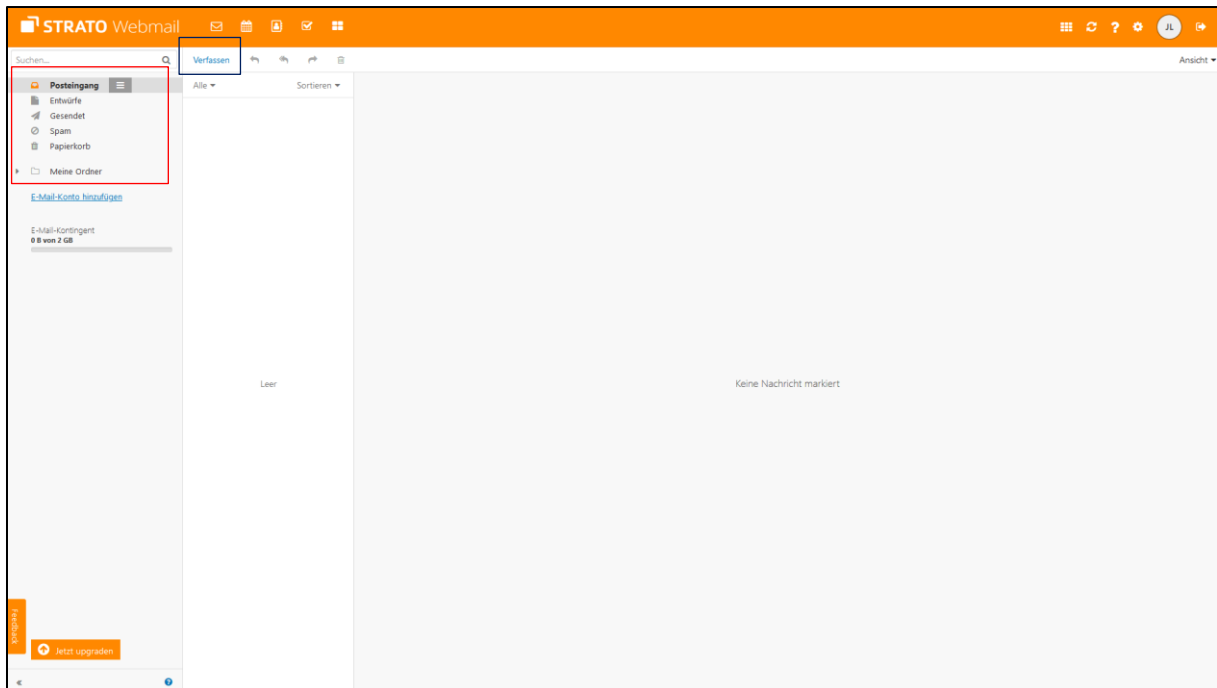 STRATO Webmail
JL
Suchen...
Verfassen
Ansicht
Posteingang
Alle
Sortieren
Entwürfe
Gesendet
Spam
Papierkorb
Meine Ordner
E-Mail-Konto hinzufügen
E-Mail-Kontingent
0 B von 2 GB
Leer
Keine Nachricht markiert
Feedback
Jetzt upgraden